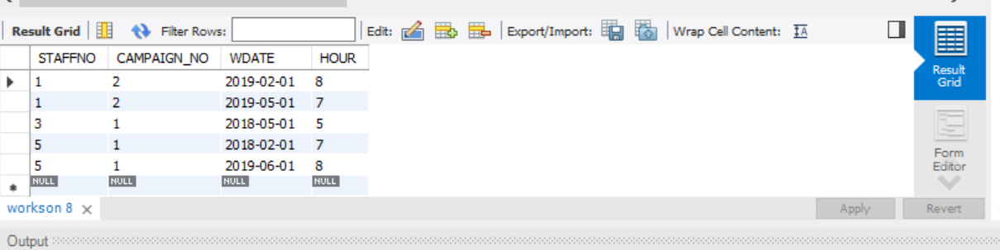 Result Grid Filter Rows: Edit: Export/Import: Wrap Cell Content: IA
STAFFNO CAMPAIGN_NO WDATE HOUR
1 2 2019-02-01 8
1 2 2019-05-01 7
3 1 2018-05-01 5
5 1 2018-02-01 7
5 1 2019-06-01 8
NULL NULL NULL NULL
Result
Grid
Form
Editor
workson 8 Apply Revert
Output